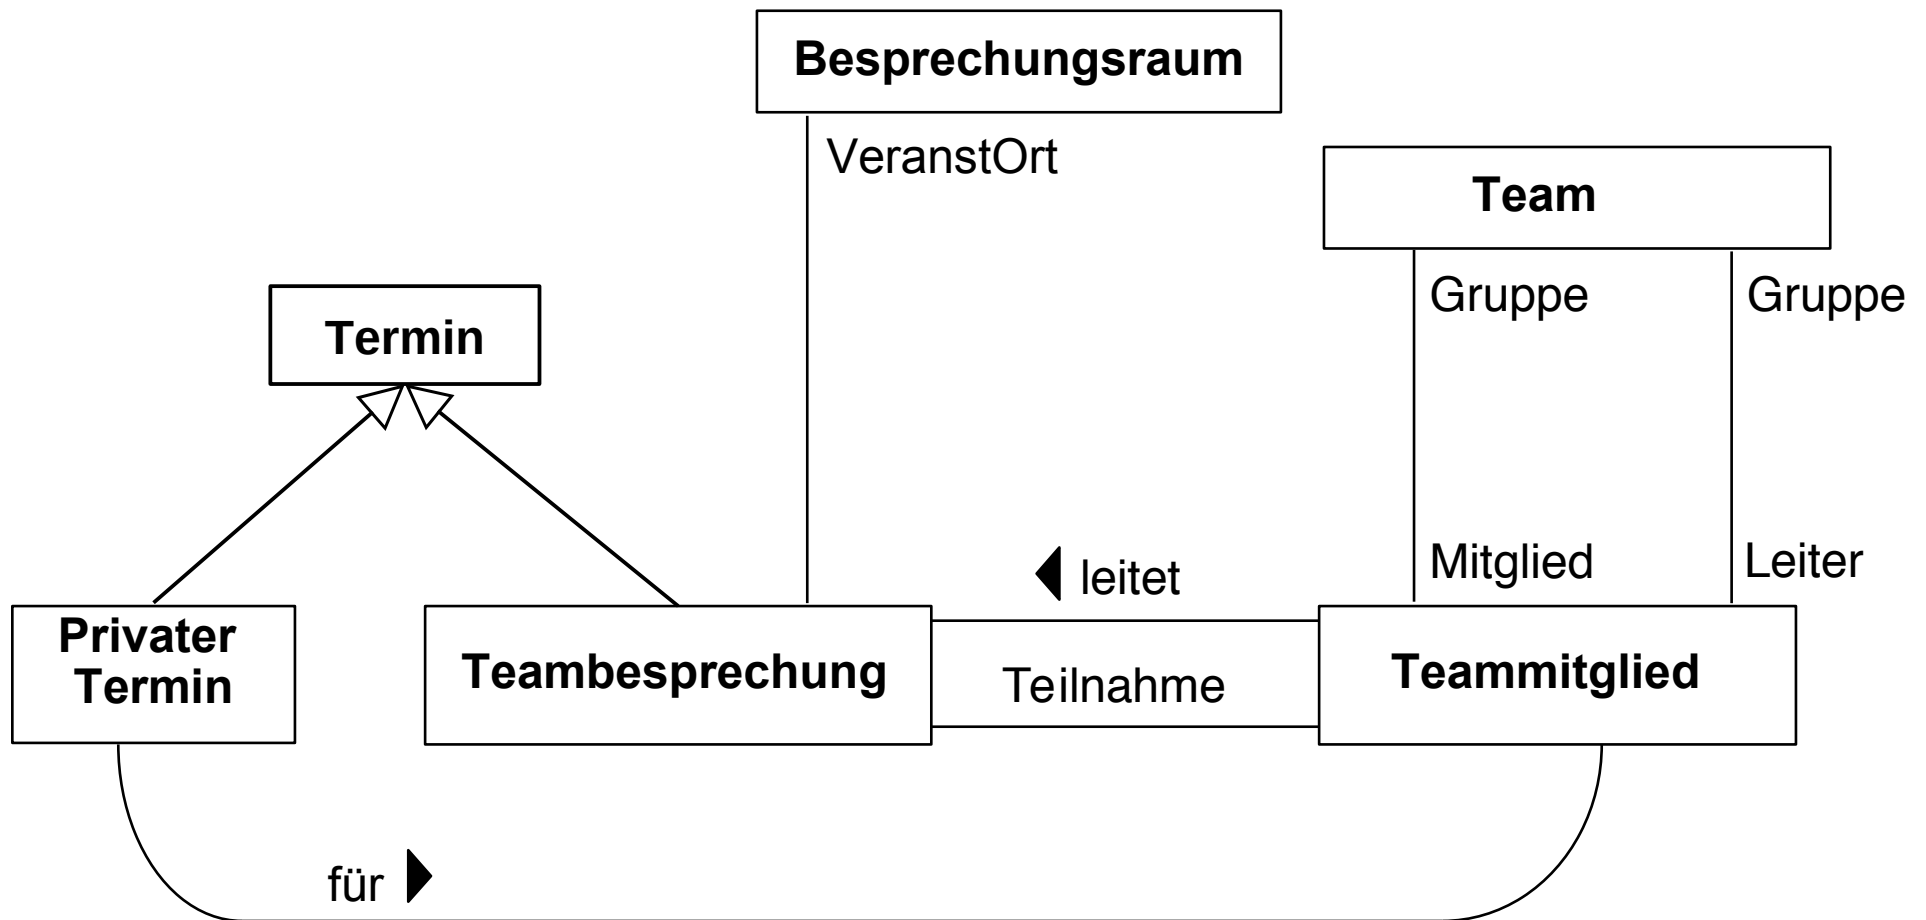 Besprechungsraum
VeranstOrt
Team
Gruppe
Gruppe
Termin
leitet
Mitglied
Leiter
Privater
Termin
Teambesprechung
Teilnahme
Teammitglied
für